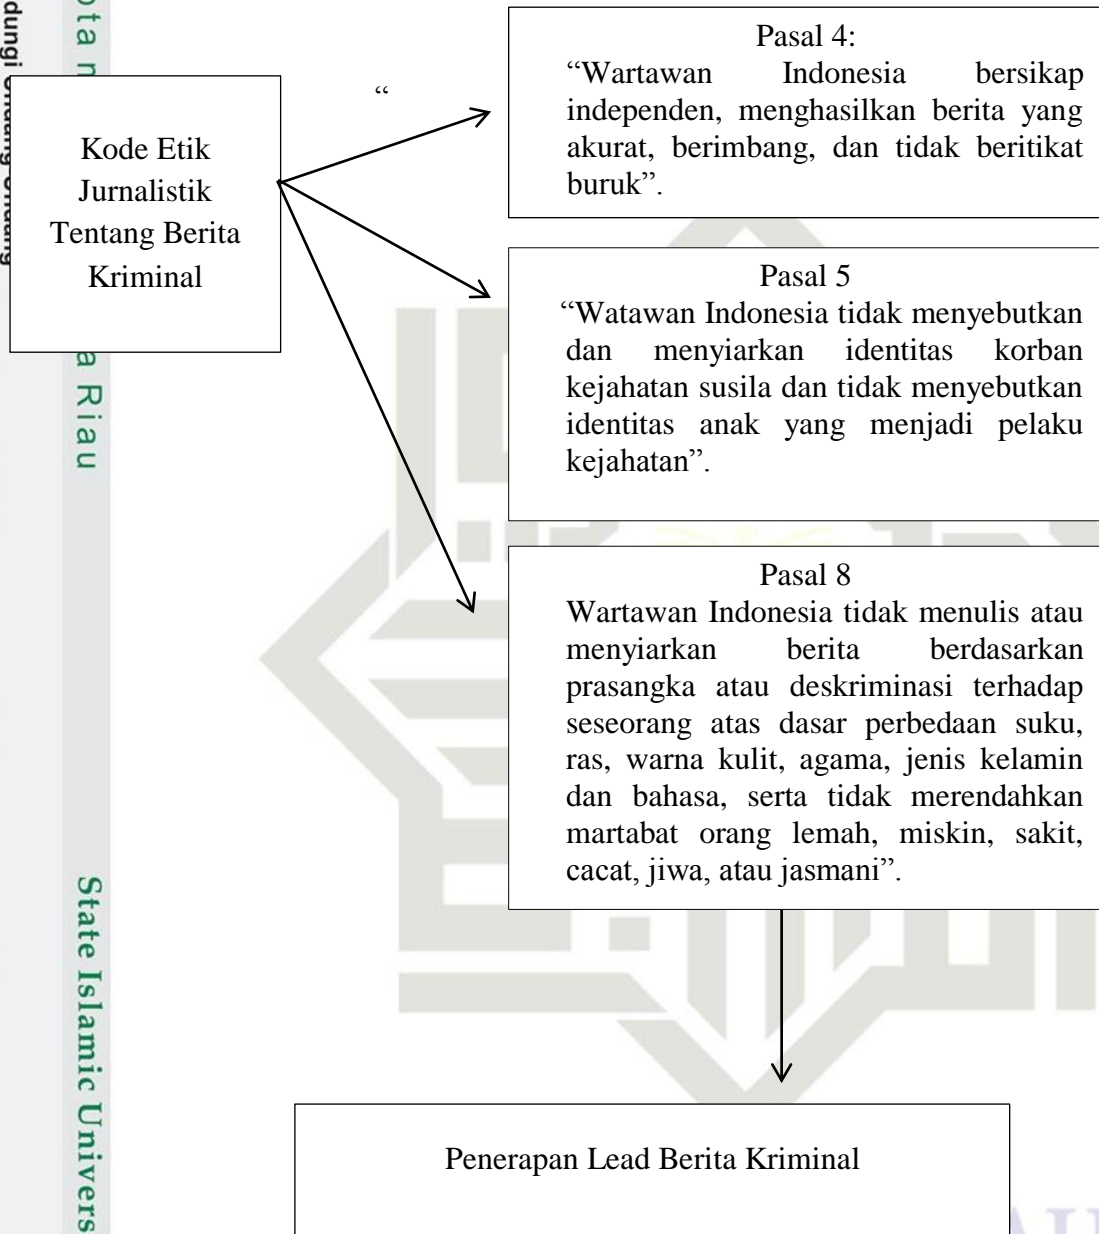 Kode Etik
Jurnalistik
Tentang Berita
Kriminal
“
Pasal 4:
“Wartawan Indonesia bersikap
independen, menghasilkan berita yang
akurat, berimbang, dan tidak beritikat
buruk”.
Pasal 5
“Watawan Indonesia tidak menyebutkan
dan menyiarkan identitas korban
kejahatan susila dan tidak menyebutkan
identitas anak yang menjadi pelaku
kejahatan”.
Pasal 8
Wartawan Indonesia tidak menulis atau
menyiarkan berita berdasarkan
prasangka atau deskriminasi terhadap
seseorang atas dasar perbedaan suku,
ras, warna kulit, agama, jenis kelamin
dan bahasa, serta tidak merendahkan
martabat orang lemah, miskin, sakit,
cacat, jiwa, atau jasmani”.
Penerapan Lead Berita Kriminal
Riau
State Islamic Univers